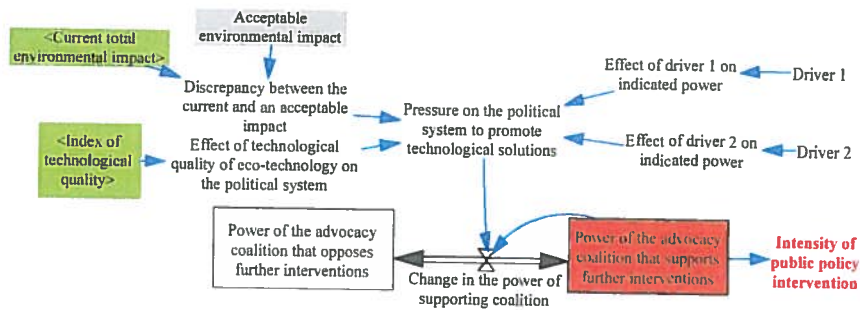 Acceptable
environmental impact
<Current total
environmental impact>
Discrepancy between the
current and an acceptable
impact
Effect of driver 1 on
indicated power
Driver 1
Pressure on the political
system to promote
technological solutions
<Index of
technological
quality>
Effect of technological
quality of eco-technology on
the political system
Effect of driver 2 on
indicated power
Driver 2
Power of the advocacy
coalition that opposes
further interventions
Change in the power of
supporting coalition
Power of the advocacy
coalition that supports
further interventions
Intensity of
public policy
intervention